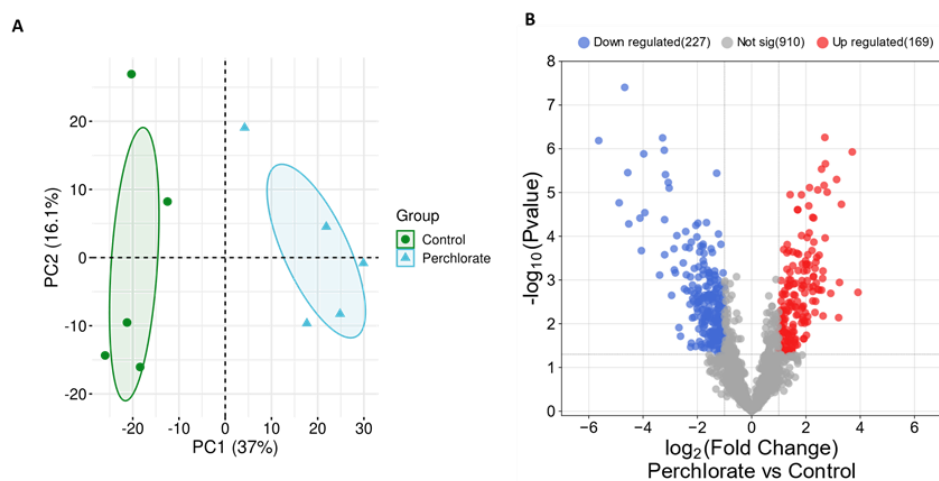 A
PC2 (16.1%)
20
10
0
-10
-20
-20
-10
0
10
20
30
PC1 (37%)
Group
Control
Perchlorate
B
Down regulated(227)
Not sig(910)
Up regulated(169)
-log10(Pvalue)
8
7
6
5
4
3
2
1
0
−6
−4
−2
0
2
4
6
log2(Fold Change)
Perchlorate vs Control